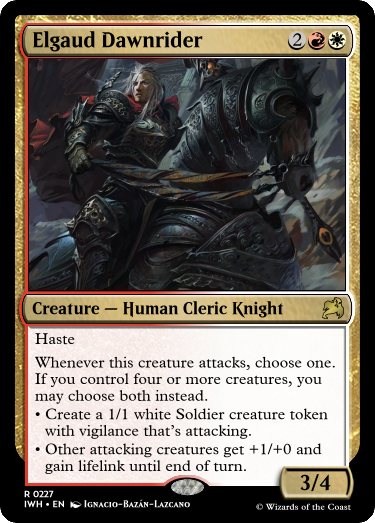 Elgaud Dawnrider 2
Creature — Human Cleric Knight
Haste
Whenever this creature attacks, choose one.
If you control four or more creatures, you
may choose both instead.
• Create a 1/1 white Soldier creature token
with vigilance that's attacking.
• Other attacking creatures get +1/+0 and
gain lifelink until end of turn.
3/4
R 0227
IWH • EN Ignacio-Bazán-Lazcano
© Wizards of the Coast